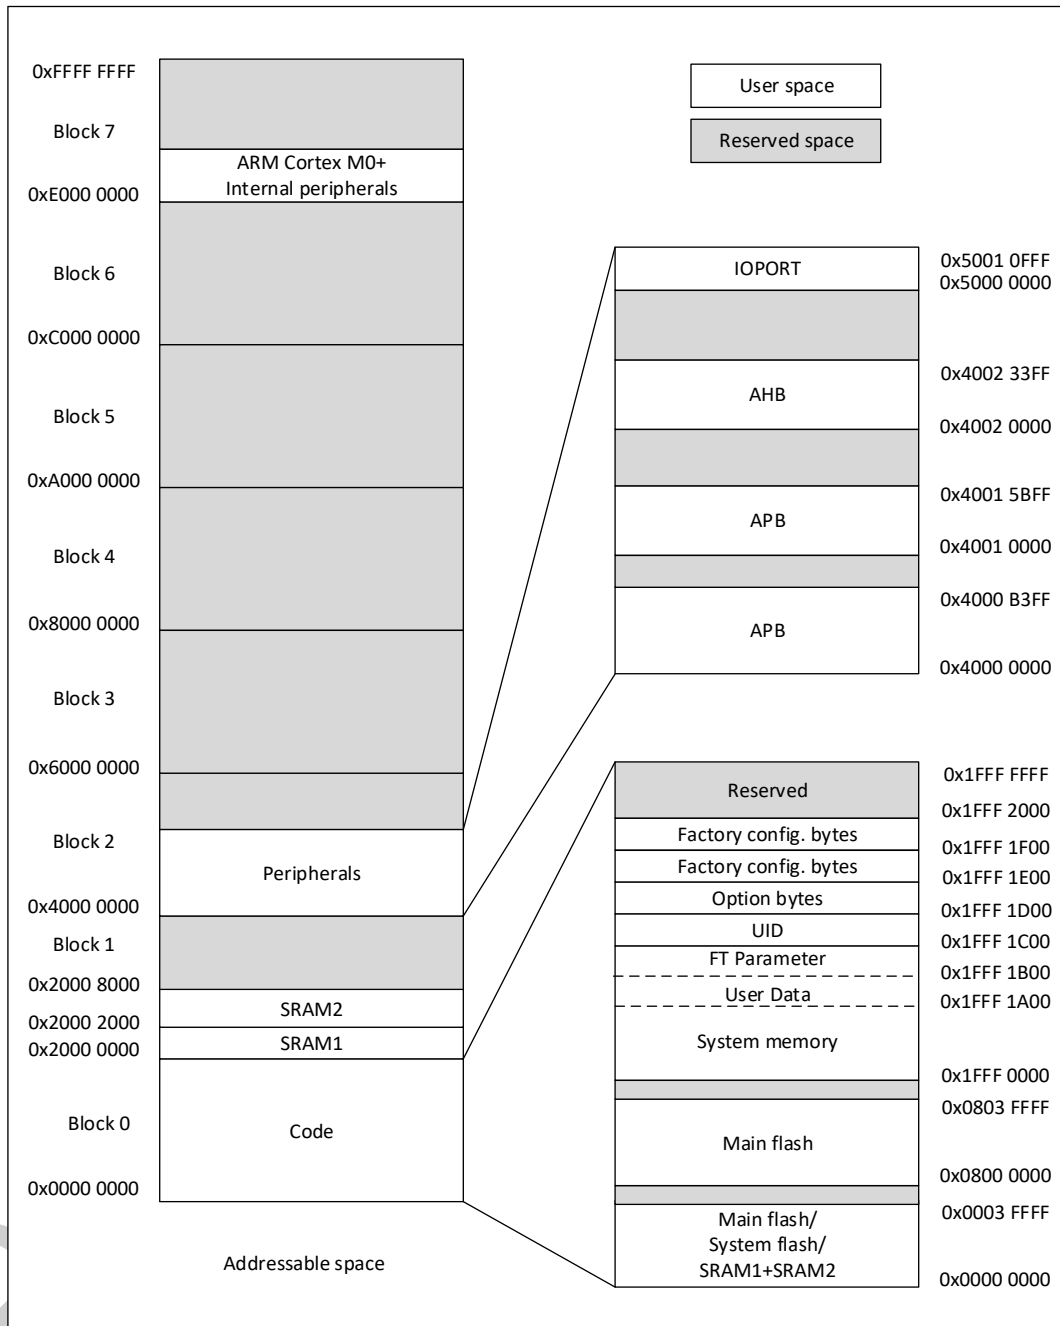 0xFFFF FFFF
Block 7
ARM Cortex M0+
Internal peripherals
0xE000 0000
Block 6
0xC000 0000
Block 5
0xA000 0000
Block 4
0x8000 0000
Block 3
0x6000 0000
Block 2
Peripherals
0x4000 0000
Block 1
0x2000 8000
SRAM2
0x2000 2000
SRAM1
0x2000 0000
Block 0
Code
0x0000 0000
Addressable space
User space
Reserved space
IOPORT
0x5001 0FFF
0x5000 0000
0x4002 33FF
AHB
0x4002 0000
0x4001 5BFF
APB
0x4001 0000
0x4000 B3FF
APB
0x4000 0000
0x1FFF FFFF
Reserved
0x1FFF 2000
Factory config. bytes
0x1FFF 1F00
Factory config. bytes
0x1FFF 1E00
Option bytes
0x1FFF 1D00
UID
0x1FFF 1C00
FT Parameter
0x1FFF 1B00
User Data
0x1FFF 1A00
System memory
0x1FFF 0000
0x0803 FFFF
Main flash
0x0800 0000
0x0003 FFFF
Main flash/
System flash/
SRAM1+SRAM2
0x0000 0000